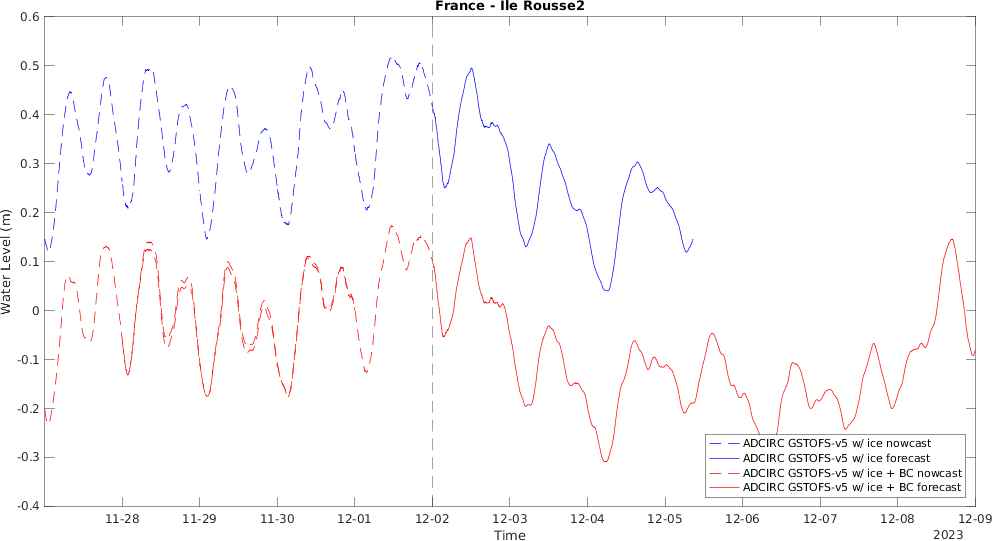 France - Ile Rousse2
Water Level (m)
0.6
0.5
0.4
0.3
0.2
0.1
0
-0.1
-0.2
-0.3
-0.4
ADCIRC GSTOFS-v5 w/ ice nowcast
ADCIRC GSTOFS-v5 w/ ice forecast
ADCIRC GSTOFS-v5 w/ ice + BC nowcast
ADCIRC GSTOFS-v5 w/ ice + BC forecast
11-28 11-29 11-30 12-01 12-02 12-03 12-04 12-05 12-06 12-07 12-08 12-09
Time
2023